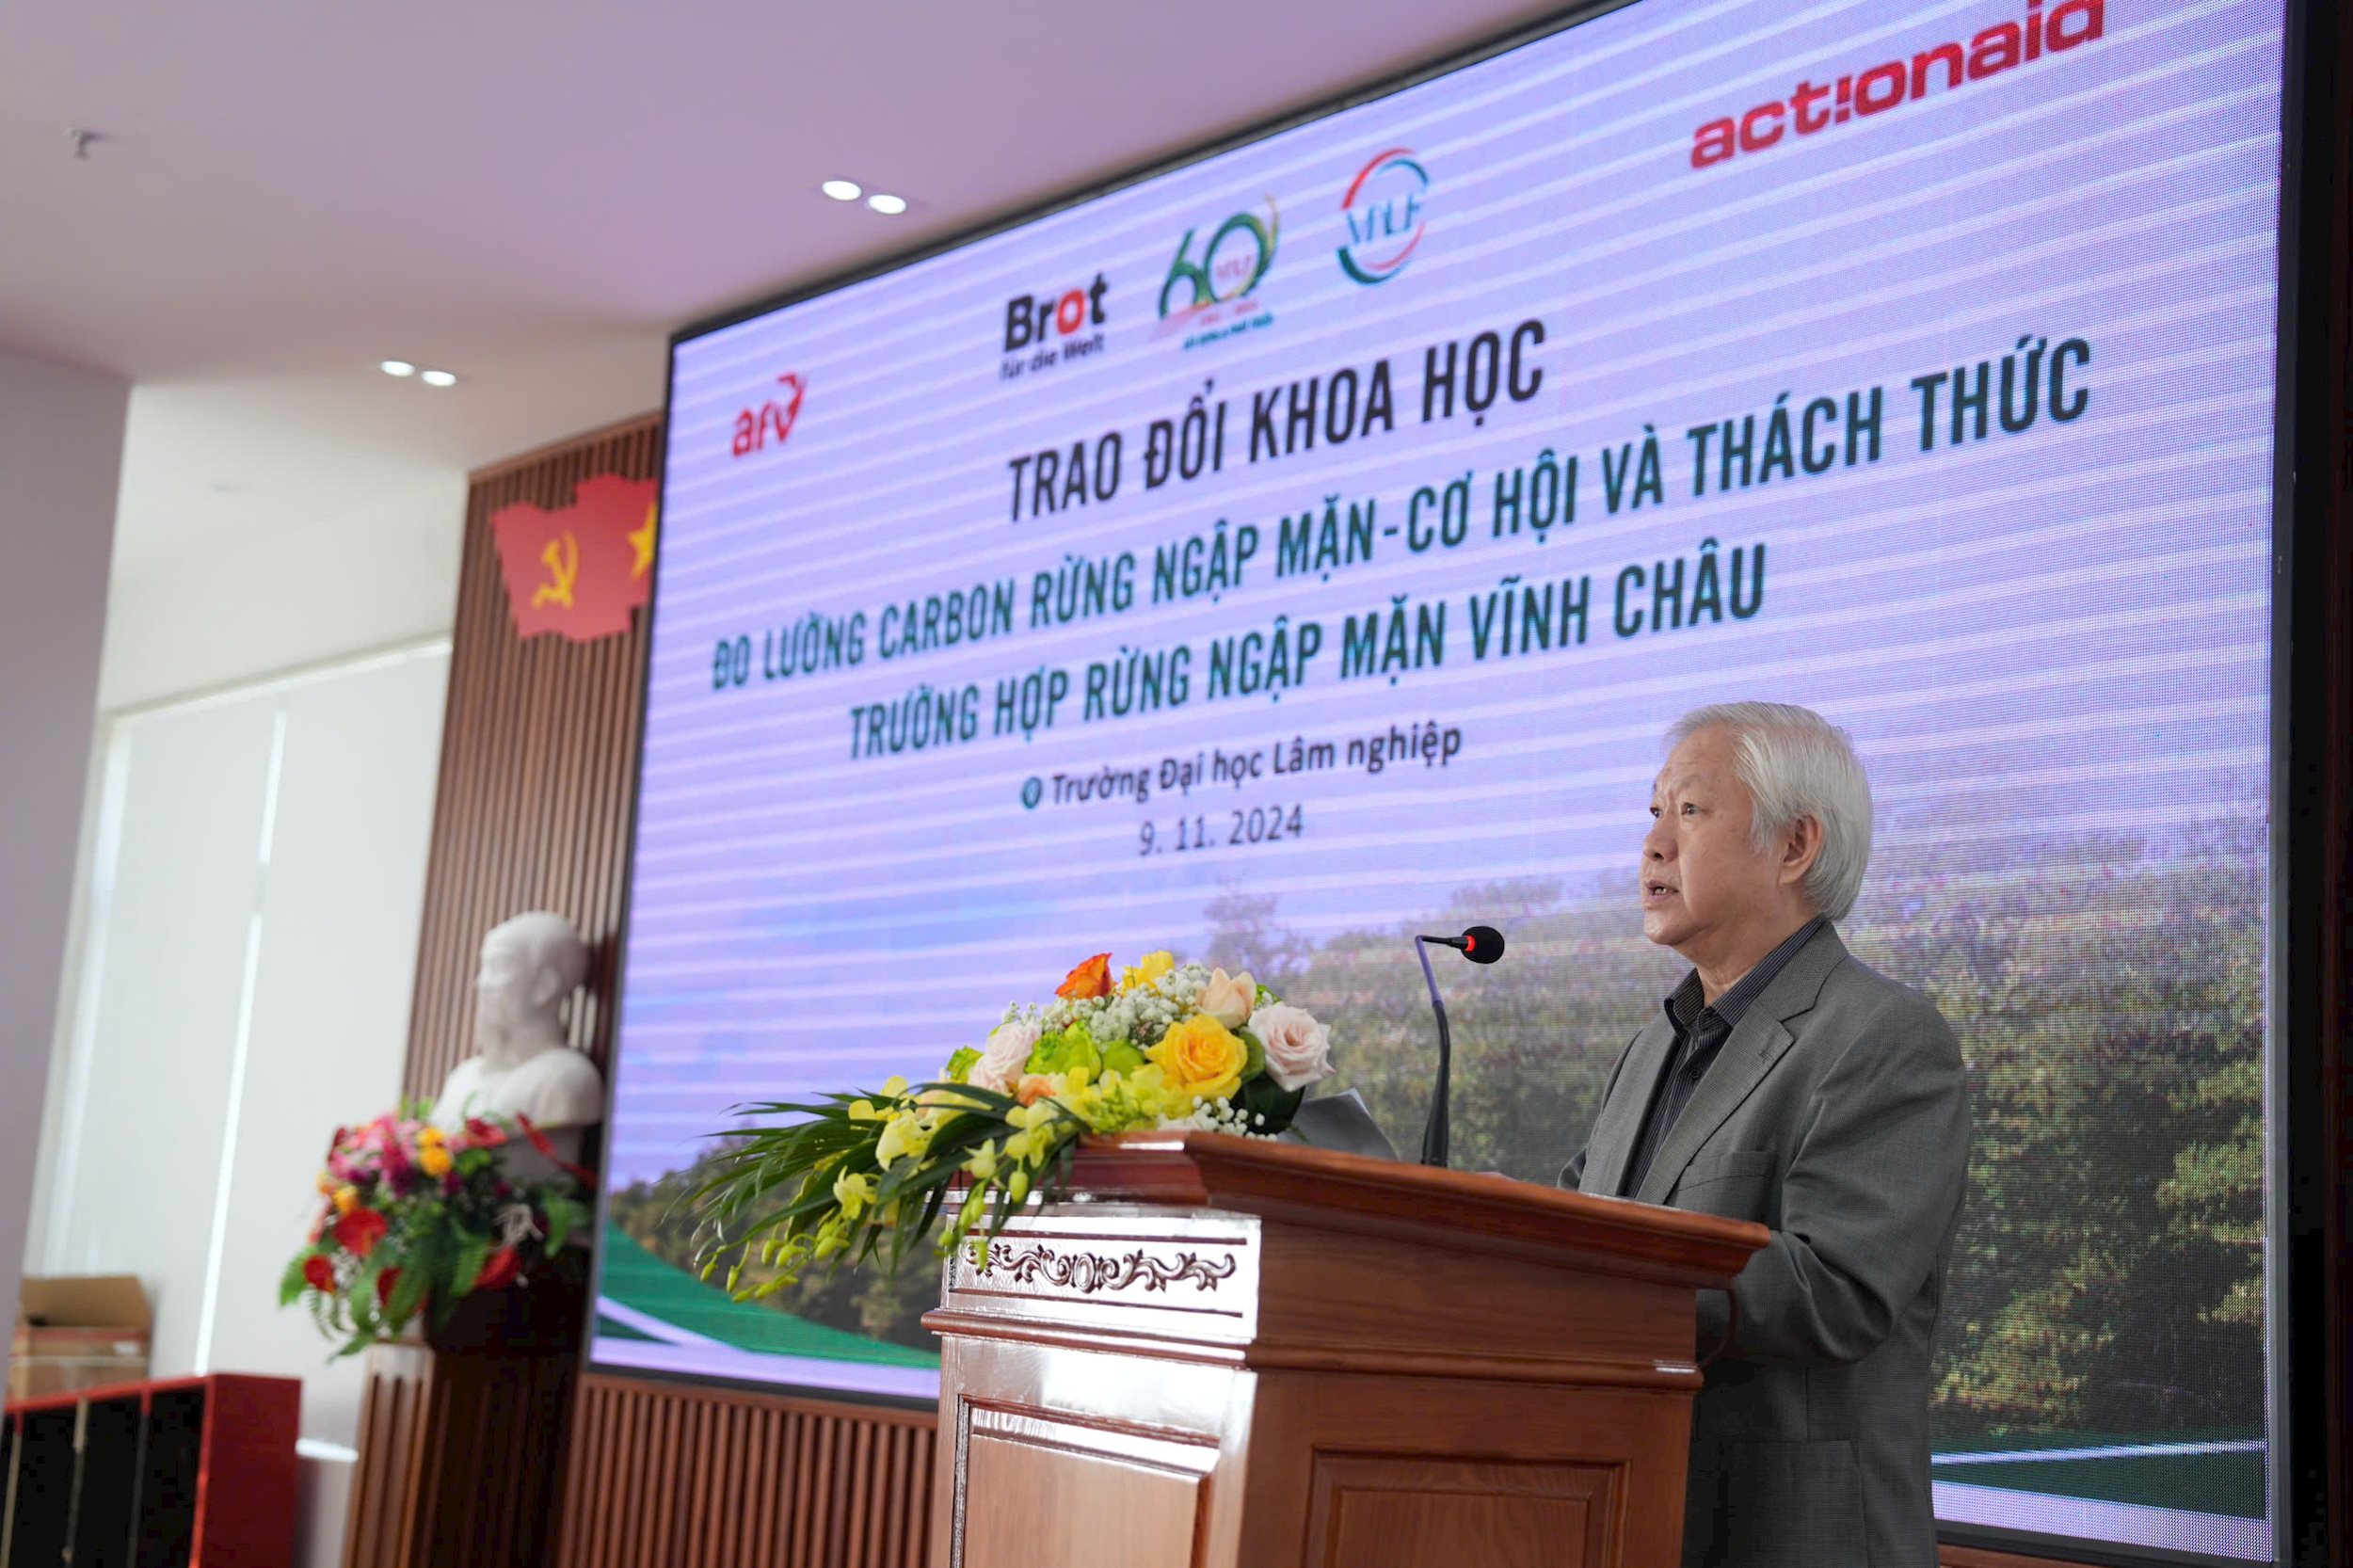 actionaid
VNUF
60
Brot
für die Welt
afv
TRAO ĐỔI KHOA HỌC
ĐO LƯỜNG CARBON RỪNG NGẬP MẶN-CƠ HỘI VÀ THÁCH THỨC
TRƯỜNG HỢP RỪNG NGẬP MẶN VĨNH CHÂU
Trường Đại học Lâm nghiệp
9. 11. 2024